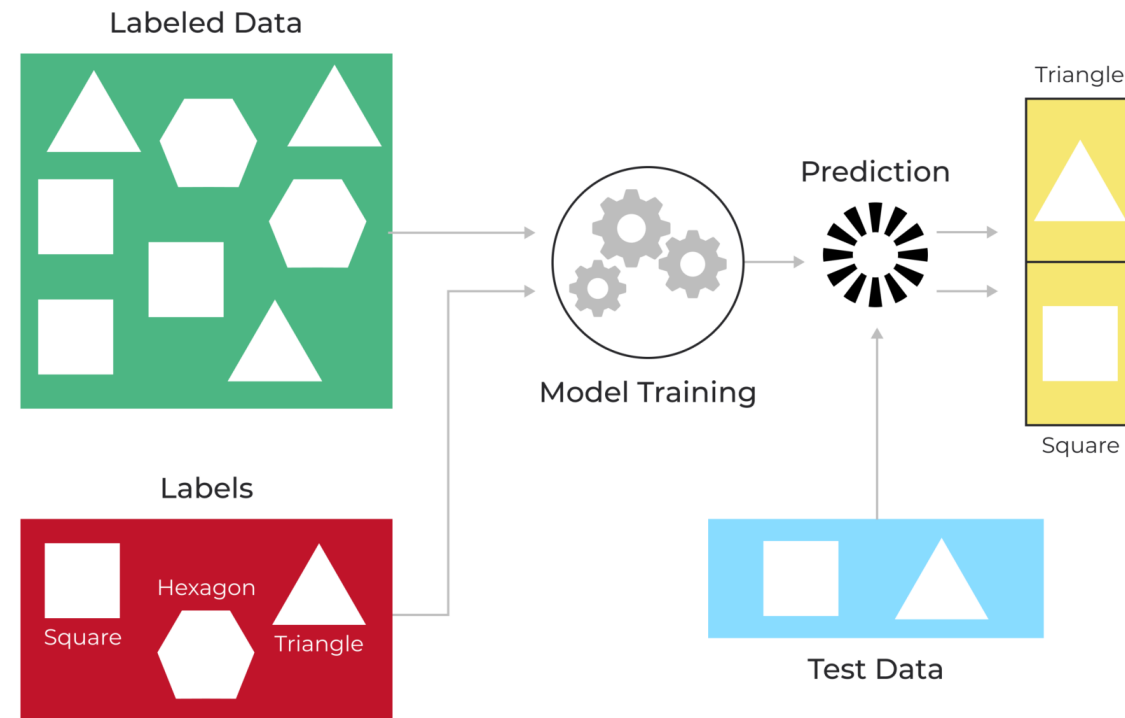 Labeled Data
Triangle
Prediction
Model Training
Square
Labels
Hexagon
Square
Triangle
Test Data